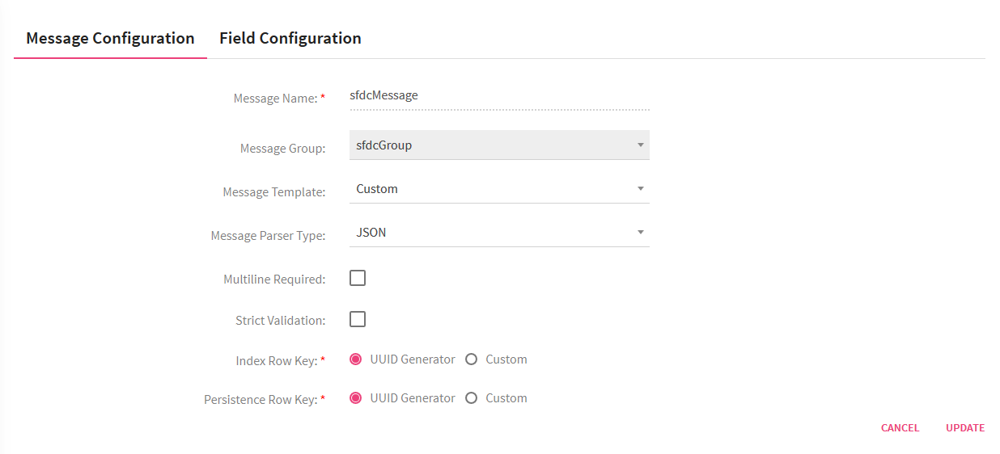 Message Configuration Field Configuration
Message Name: * sfdcMessage
Message Group: sfdcGroup
Message Template: Custom
Message Parser Type: JSON
Multiline Required:
Strict Validation:
Index Row Key: * UUID Generator Custom
Persistence Row Key: * UUID Generator Custom
CANCEL UPDATE